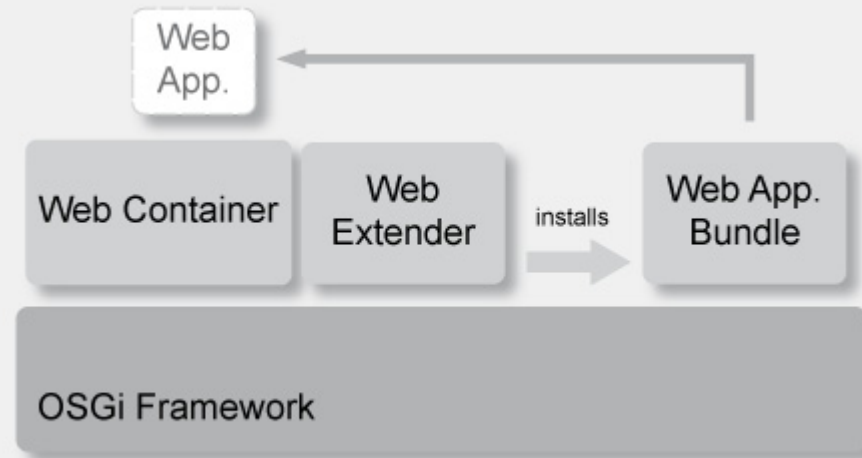 Web
App.
Web Container
Web
Extender
installs
Web App.
Bundle
OSGi Framework